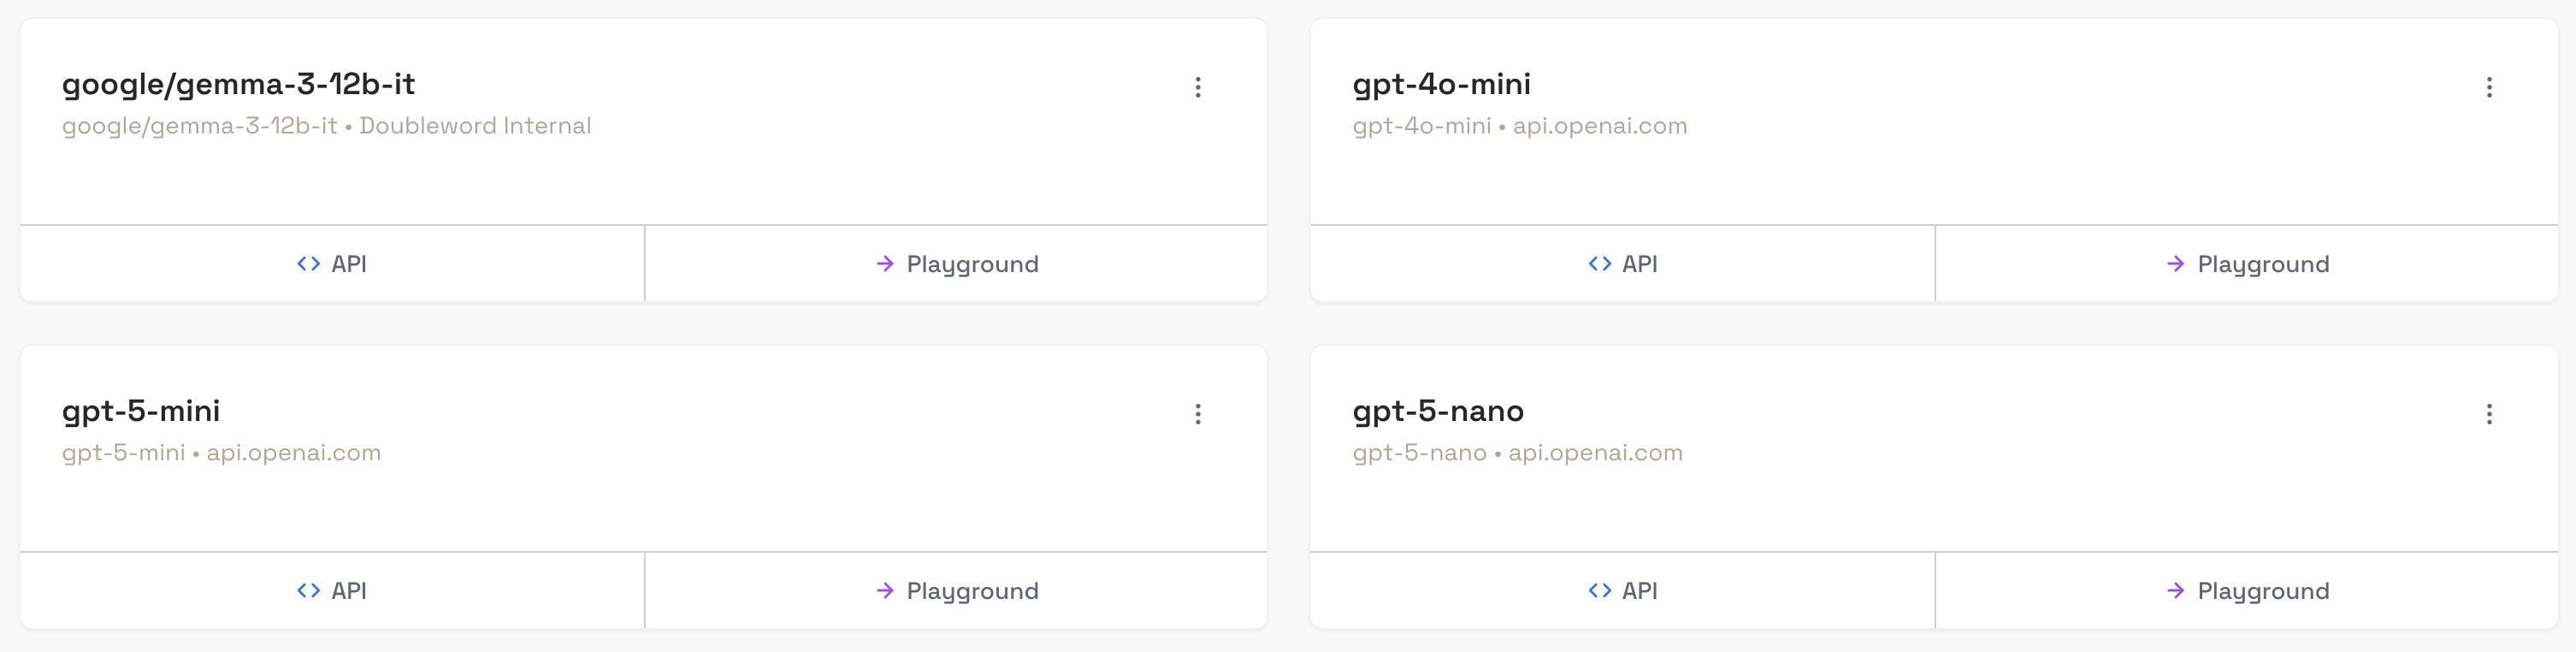 google/gemma-3-12b-it
google/gemma-3-12b-it • Doubleword Internal
API
Playground
gpt-4o-mini
gpt-4o-mini • api.openai.com
API
Playground
gpt-5-mini
gpt-5-mini • api.openai.com
API
Playground
gpt-5-nano
gpt-5-nano • api.openai.com
API
Playground